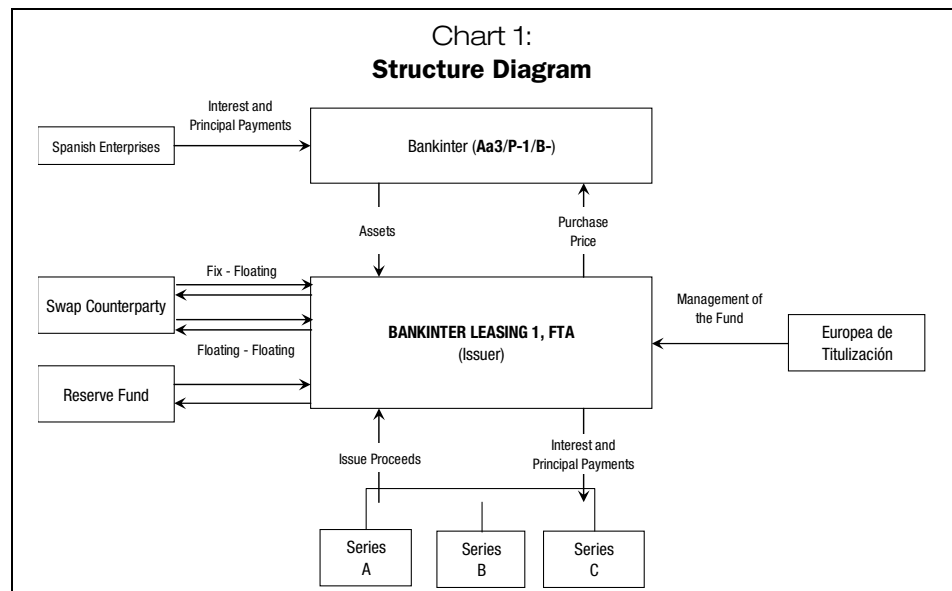 Chart 1:
Structure Diagram
Interest and
Principal Payments
Spanish Enterprises
Bankinter (Aa3/P-1/B-)
Assets
Purchase
Price
Fix - Floating
Swap Counterparty
Floating - Floating
BANKINTER LEASING 1, FTA
(Issuer)
Management of
the Fund
Europea de
Titulización
Reserve Fund
Issue Proceeds
Interest and
Principal Payments
Series
A
Series
B
Series
C